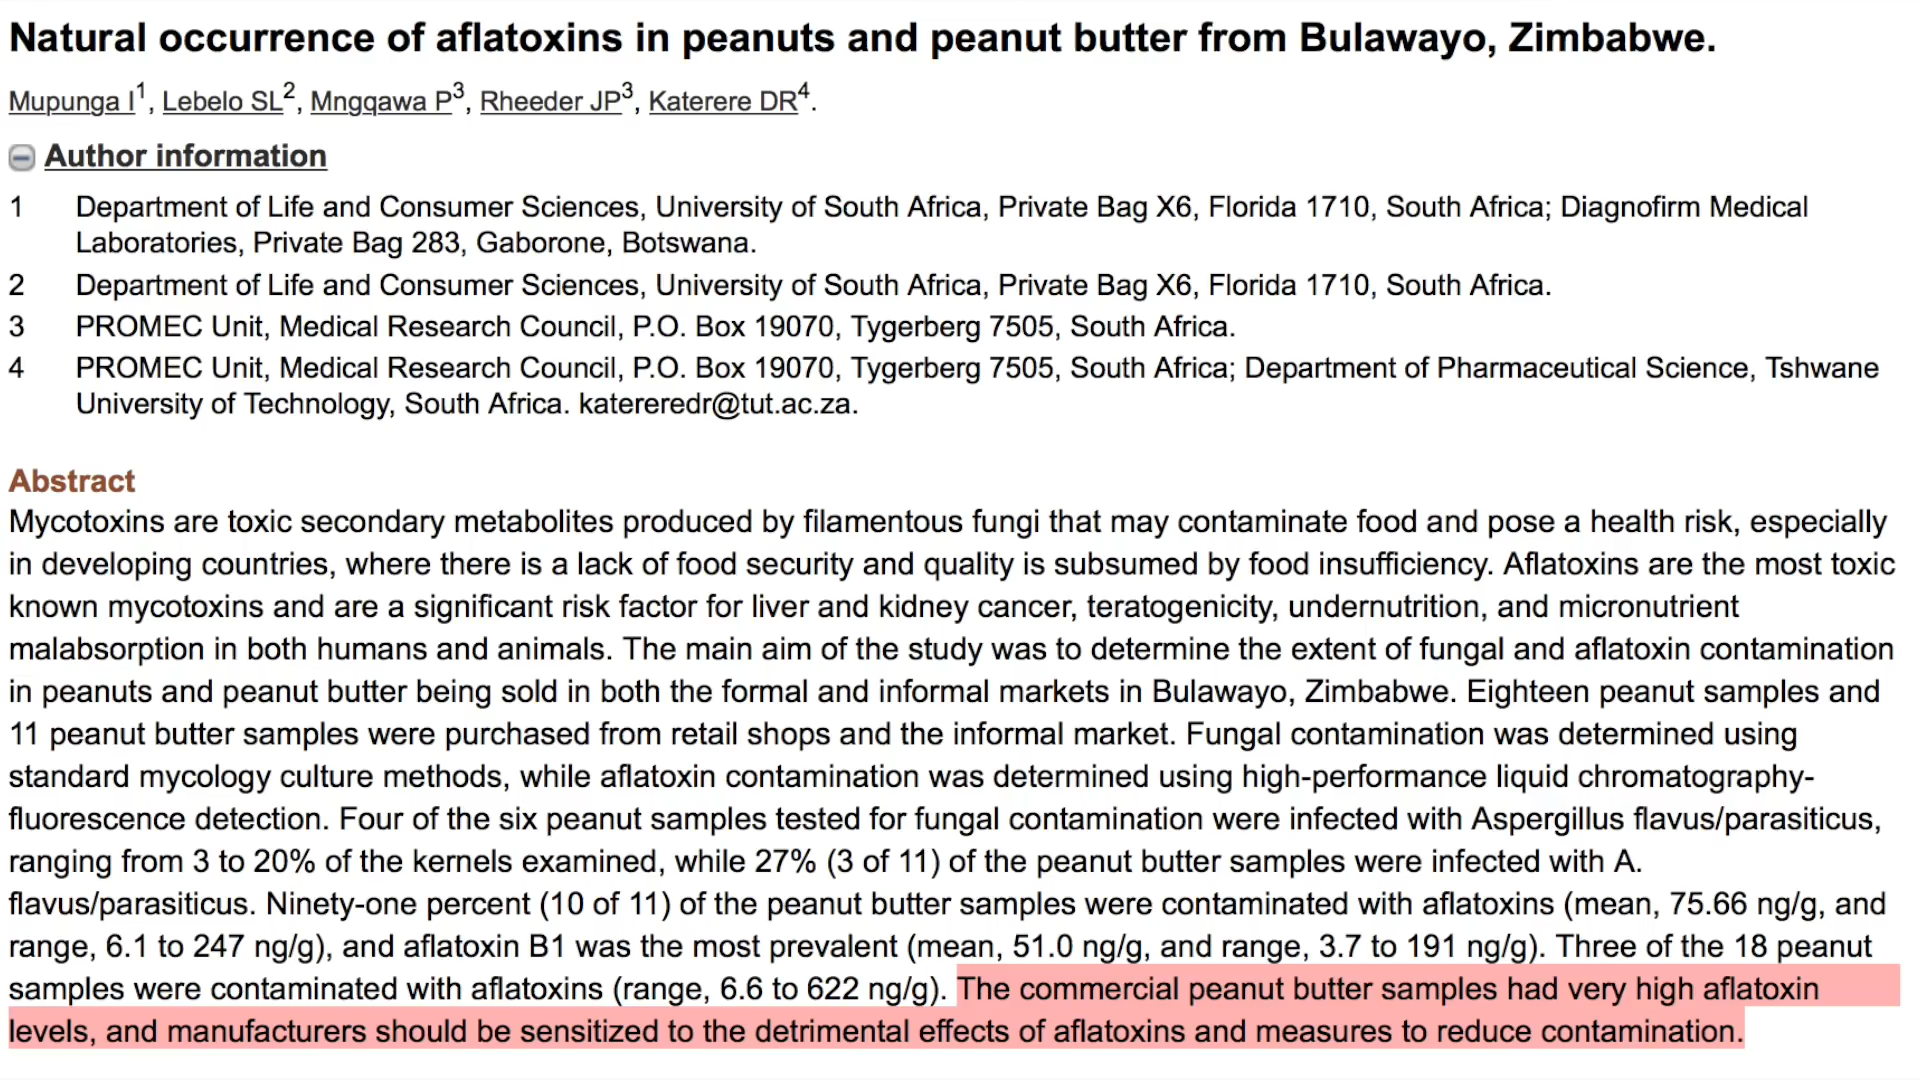 Natural occurrence of aflatoxins in peanuts and peanut butter from Bulawayo, Zimbabwe.
Mupunga I1, Lebelo SL2, Mngqawa P3, Rheeder JP3, Katerere DR4.
Author information
1 Department of Life and Consumer Sciences, University of South Africa, Private Bag X6, Florida 1710, South Africa; Diagnofirm Medical
Laboratories, Private Bag 283, Gaborone, Botswana.
2 Department of Life and Consumer Sciences, University of South Africa, Private Bag X6, Florida 1710, South Africa.
3 PROMEC Unit, Medical Research Council, P.O. Box 19070, Tygerberg 7505, South Africa.
4 PROMEC Unit, Medical Research Council, P.O. Box 19070, Tygerberg 7505, South Africa; Department of Pharmaceutical Science, Tshwane
University of Technology, South Africa. katereredr@tut.ac.za.
Abstract
Mycotoxins are toxic secondary metabolites produced by filamentous fungi that may contaminate food and pose a health risk, especially
in developing countries, where there is a lack of food security and quality is subsumed by food insufficiency. Aflatoxins are the most toxic
known mycotoxins and are a significant risk factor for liver and kidney cancer, teratogenicity, undernutrition, and micronutrient
malabsorption in both humans and animals. The main aim of the study was to determine the extent of fungal and aflatoxin contamination
in peanuts and peanut butter being sold in both the formal and informal markets in Bulawayo, Zimbabwe. Eighteen peanut samples and
11 peanut butter samples were purchased from retail shops and the informal market. Fungal contamination was determined using
standard mycology culture methods, while aflatoxin contamination was determined using high-performance liquid chromatography-
fluorescence detection. Four of the six peanut samples tested for fungal contamination were infected with Aspergillus flavus/parasiticus,
ranging from 3 to 20% of the kernels examined, while 27% (3 of 11) of the peanut butter samples were infected with A.
flavus/parasiticus. Ninety-one percent (10 of 11) of the peanut butter samples were contaminated with aflatoxins (mean, 75.66 ng/g, and
range, 6.1 to 247 ng/g), and aflatoxin B1 was the most prevalent (mean, 51.0 ng/g, and range, 3.7 to 191 ng/g). Three of the 18 peanut
samples were contaminated with aflatoxins (range, 6.6 to 622 ng/g). The commercial peanut butter samples had very high aflatoxin
levels, and manufacturers should be sensitized to the detrimental effects of aflatoxins and measures to reduce contamination.